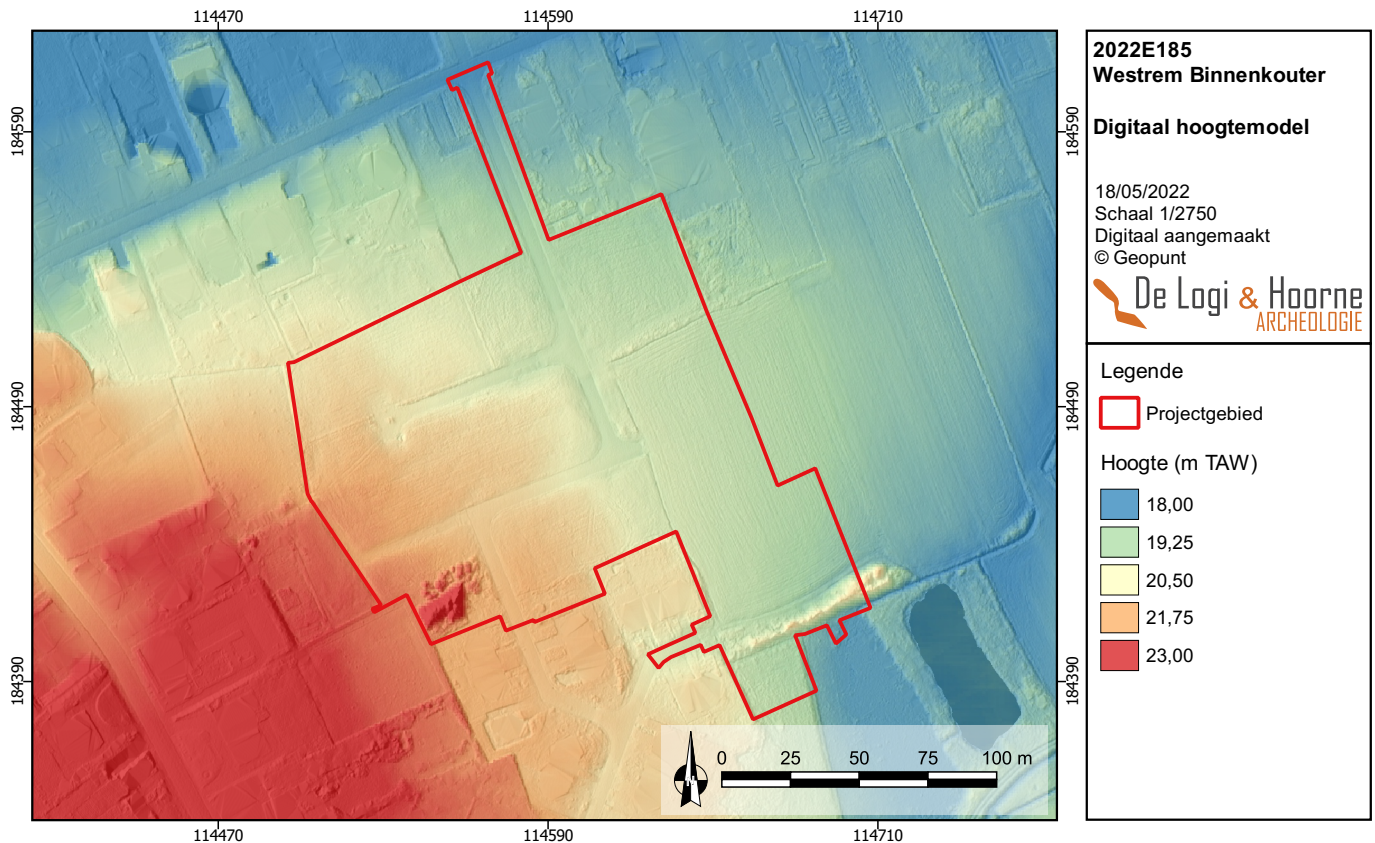 114470
114590
114710
184590
184590
184490
184490
184390
184390
114470
114590
114710
N
0 25 50 75 100 m
2022E185
Westrem Binnenkouter
Digitaal hoogtemodel
18/05/2022
Schaal 1/2750
Digitaal aangemaakt
© Geopunt
De Logi & Hoorne
ARCHEOLOGIE
Legende
Projectgebied
Hoogte (m TAW)
18,00
19,25
20,50
21,75
23,00